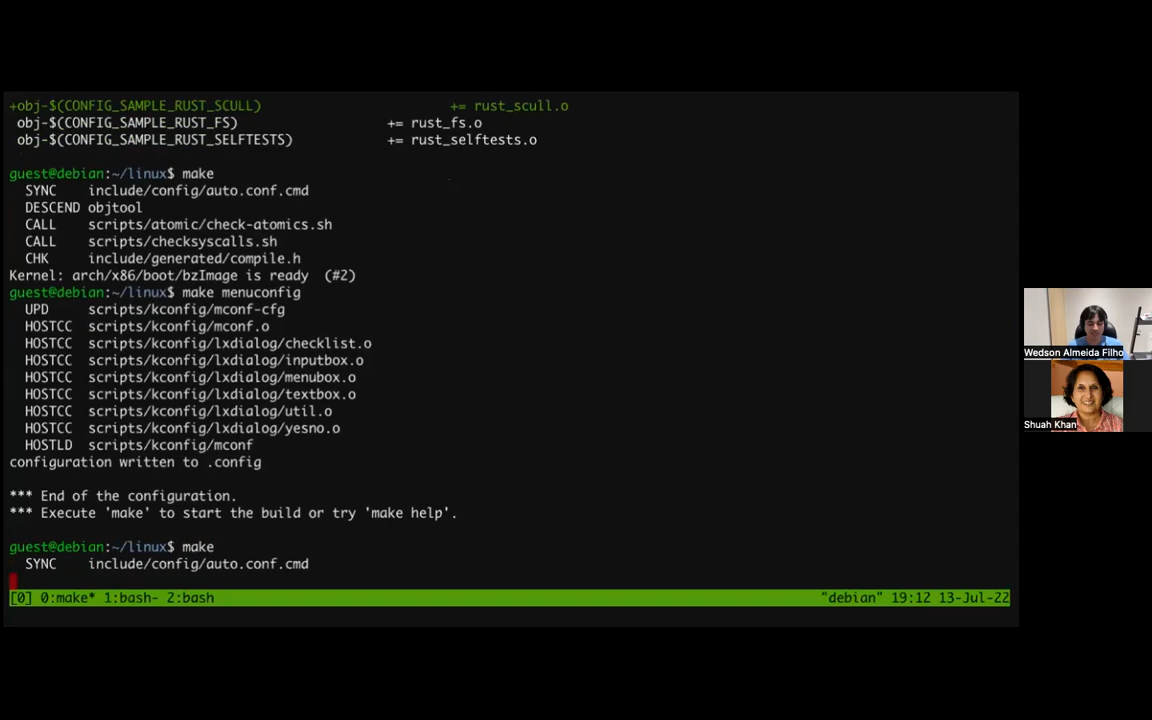 +obj-$(CONFIG_SAMPLE_RUST_SCULL) += rust_scull.o
obj-$(CONFIG_SAMPLE_RUST_FS) += rust_fs.o
obj-$(CONFIG_SAMPLE_RUST_SELFTESTS) += rust_selftests.o
guest@debian:~/linux$ make
SYNC include/config/auto.conf.cmd
DESCEND objtool
CALL scripts/atomic/check-atomics.sh
CALL scripts/checksyscalls.sh
CHK include/generated/compile.h
Kernel: arch/x86/boot/bzImage is ready (#2)
guest@debian:~/linux$ make menuconfig
UPD scripts/kconfig/mconf-cfg
HOSTCC scripts/kconfig/mconf.o
HOSTCC scripts/kconfig/lxdialog/checklist.o
HOSTCC scripts/kconfig/lxdialog/inputbox.o
HOSTCC scripts/kconfig/lxdialog/menubox.o
HOSTCC scripts/kconfig/lxdialog/textbox.o
HOSTCC scripts/kconfig/lxdialog/util.o
HOSTCC scripts/kconfig/lxdialog/yesno.o
HOSTLD scripts/kconfig/mconf
configuration written to .config
*** End of the configuration.
*** Execute 'make' to start the build or try 'make help'.
guest@debian:~/linux$ make
SYNC include/config/auto.conf.cmd
[0] 0:make* 1:bash- 2:bash "debian" 19:12 13-Jul-22
Wedson Almeida Filho
Shuah Khan